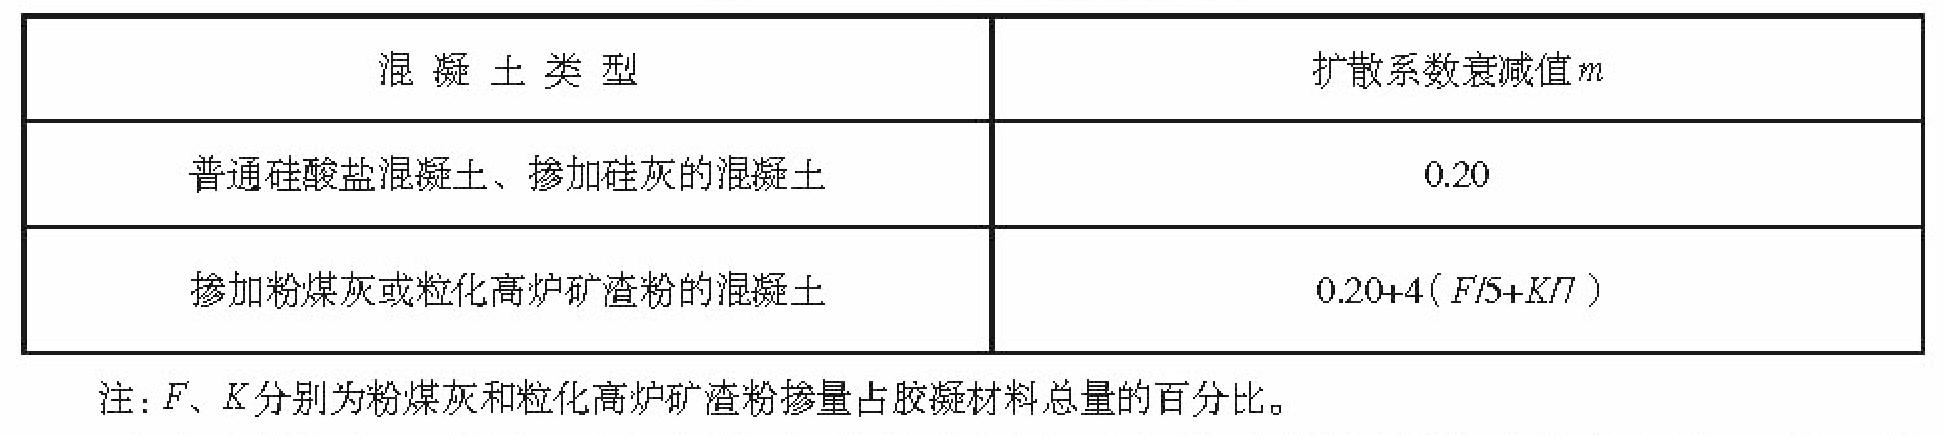 混凝土类型
扩散系数衰减值m
普通硅酸盐混凝土、掺加硅灰的混凝土
0.20
掺加粉煤灰或粒化高炉矿渣粉的混凝土
0.20+4(F/5+K/7)
注:F、K分别为粉煤灰和粒化高炉矿渣粉掺量占胶凝材料总量的百分比。